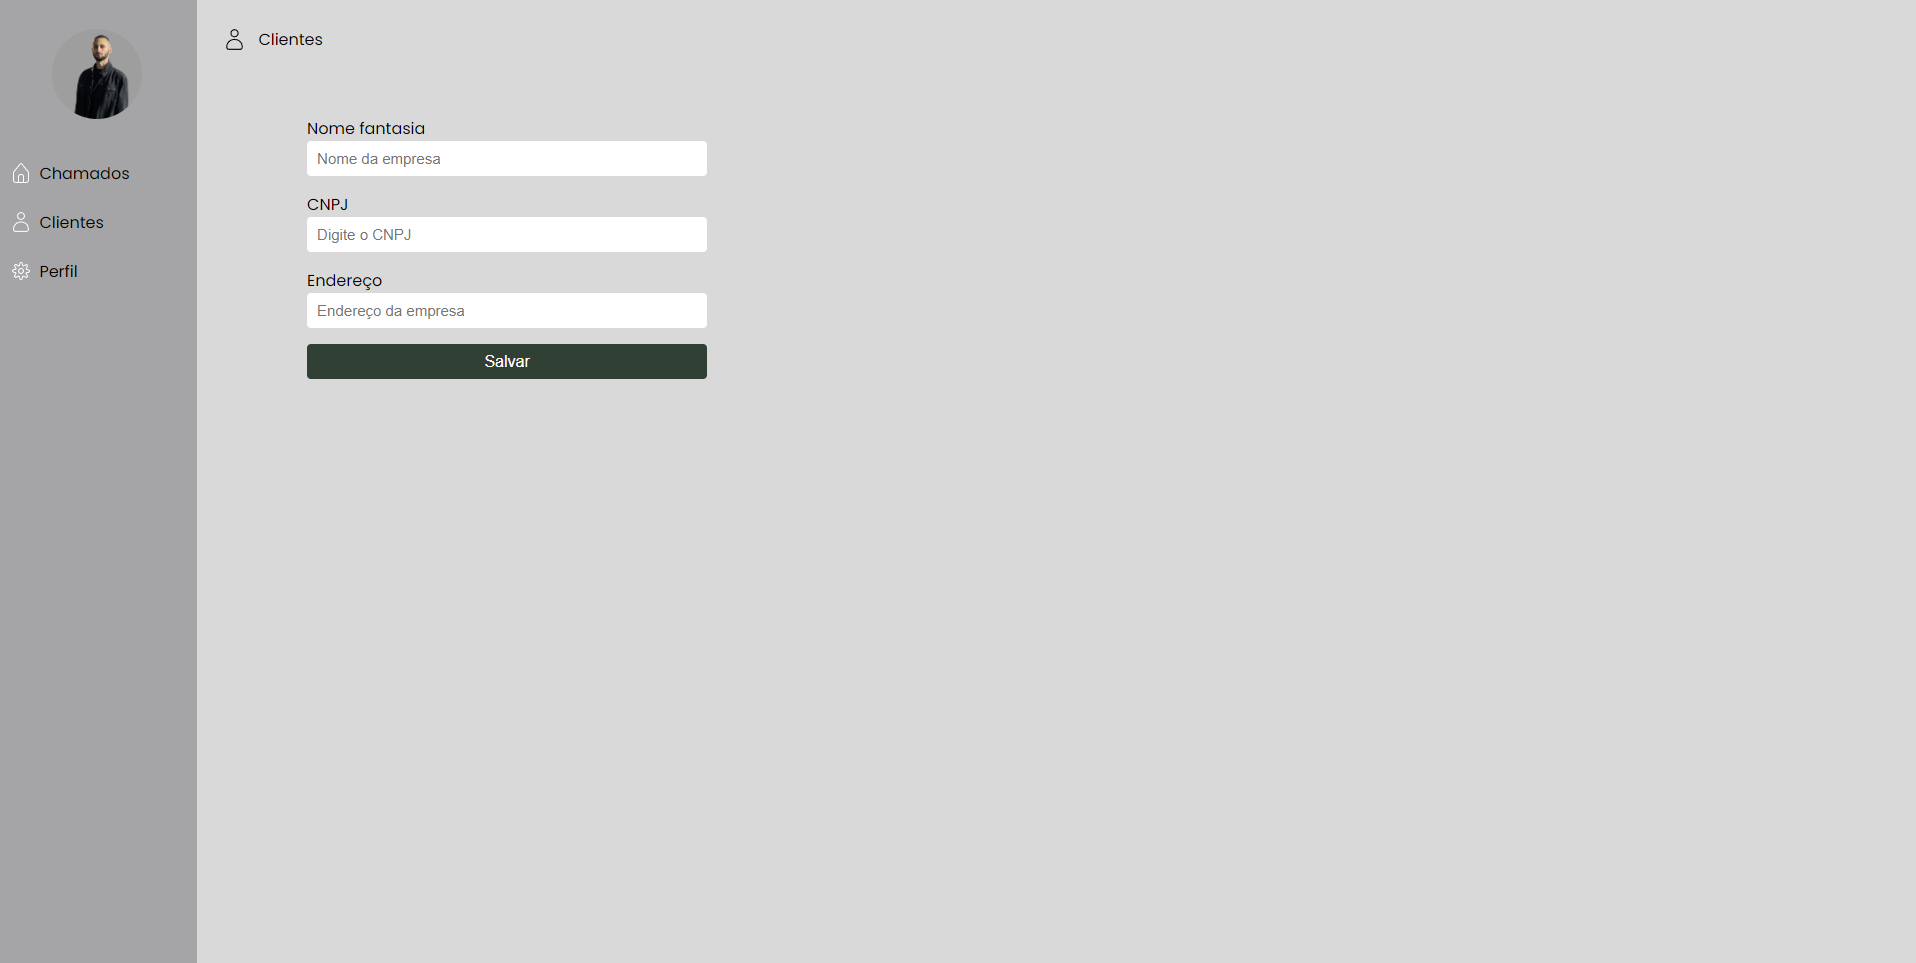 Chamados
Clientes
Perfil
Clientes
Nome fantasia
Nome da empresa
CNPJ
Digite o CNPJ
Endereço
Endereço da empresa
Salvar